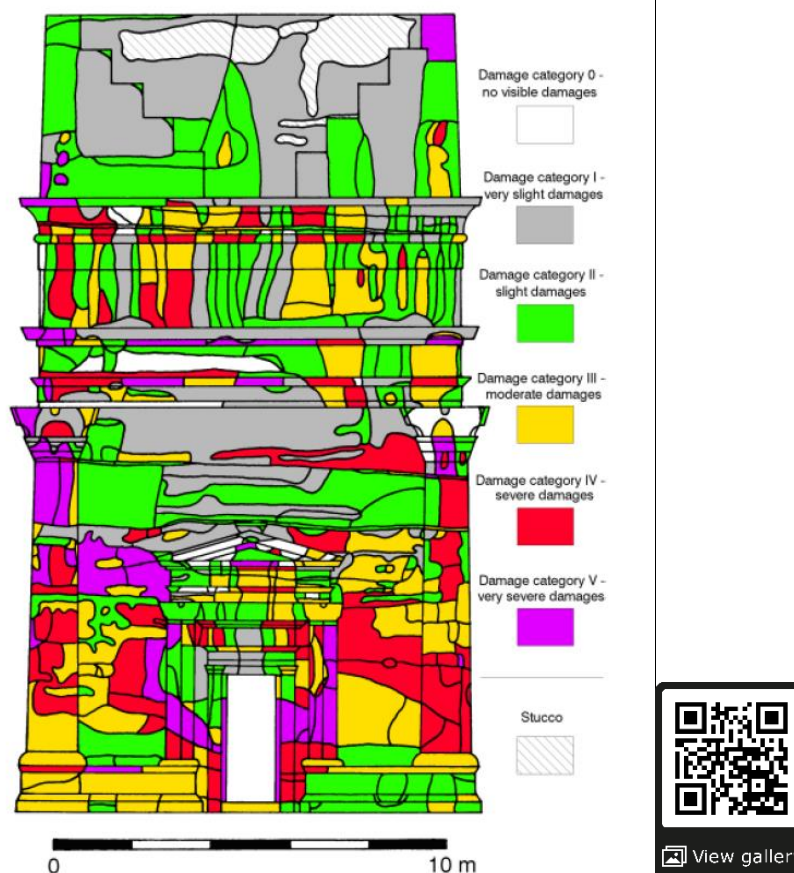 Damage category 0 -
no visible damages
Damage category I -
very slight damages
Damage category II -
slight damages
Damage category III -
moderate damages
Damage category IV -
severe damages
Damage category V -
very severe damages
Stucco
0
10 m
View galler